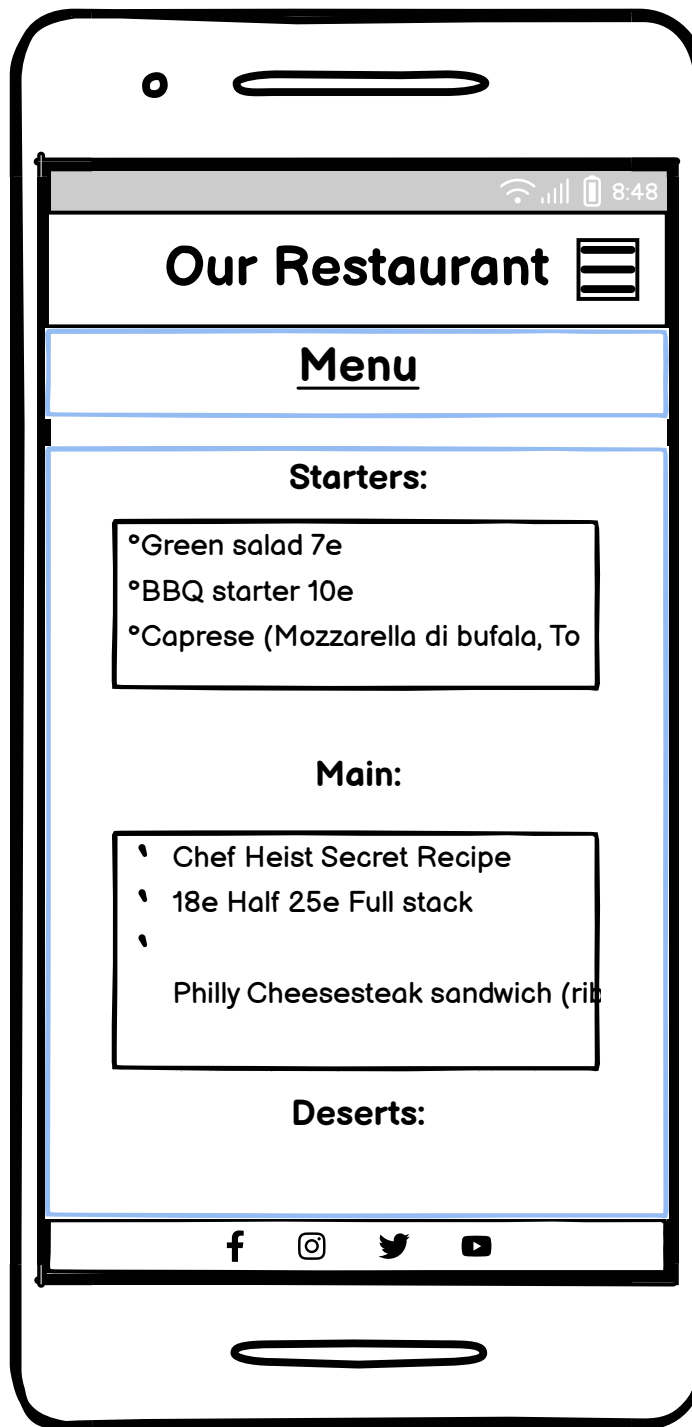 8:48
Our Restaurant
Menu
Starters:
°Green salad 7e
°BBQ starter 10e
°Caprese (Mozzarella di bufala, To
Main:
Chef Heist Secret Recipe
18e Half 25e Full stack
Philly Cheesesteak sandwich (rib
Deserts: